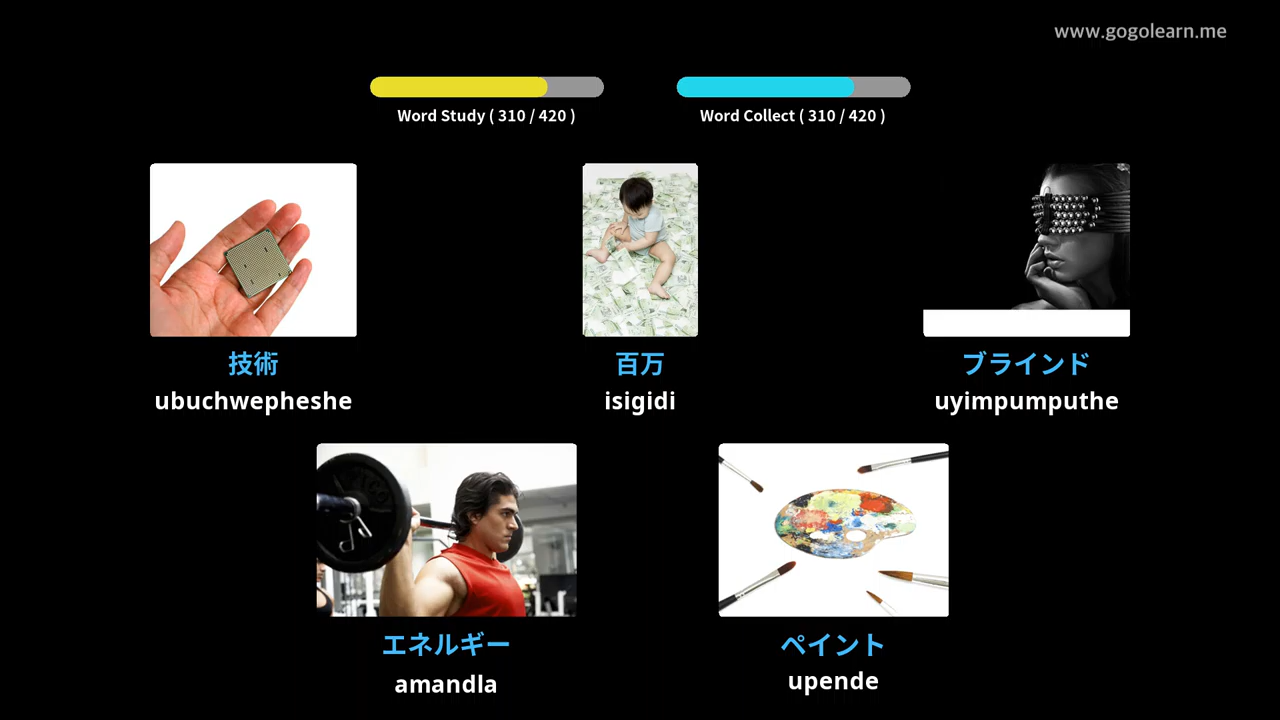 www.gogolearn.me
Word Study ( 310 / 420 )
Word Collect ( 310 / 420 )
技術
ubuchwepheshe
百万
isigidi
ブラインド
uyimpumputhe
エネルギー
amandla
ペイント
upende